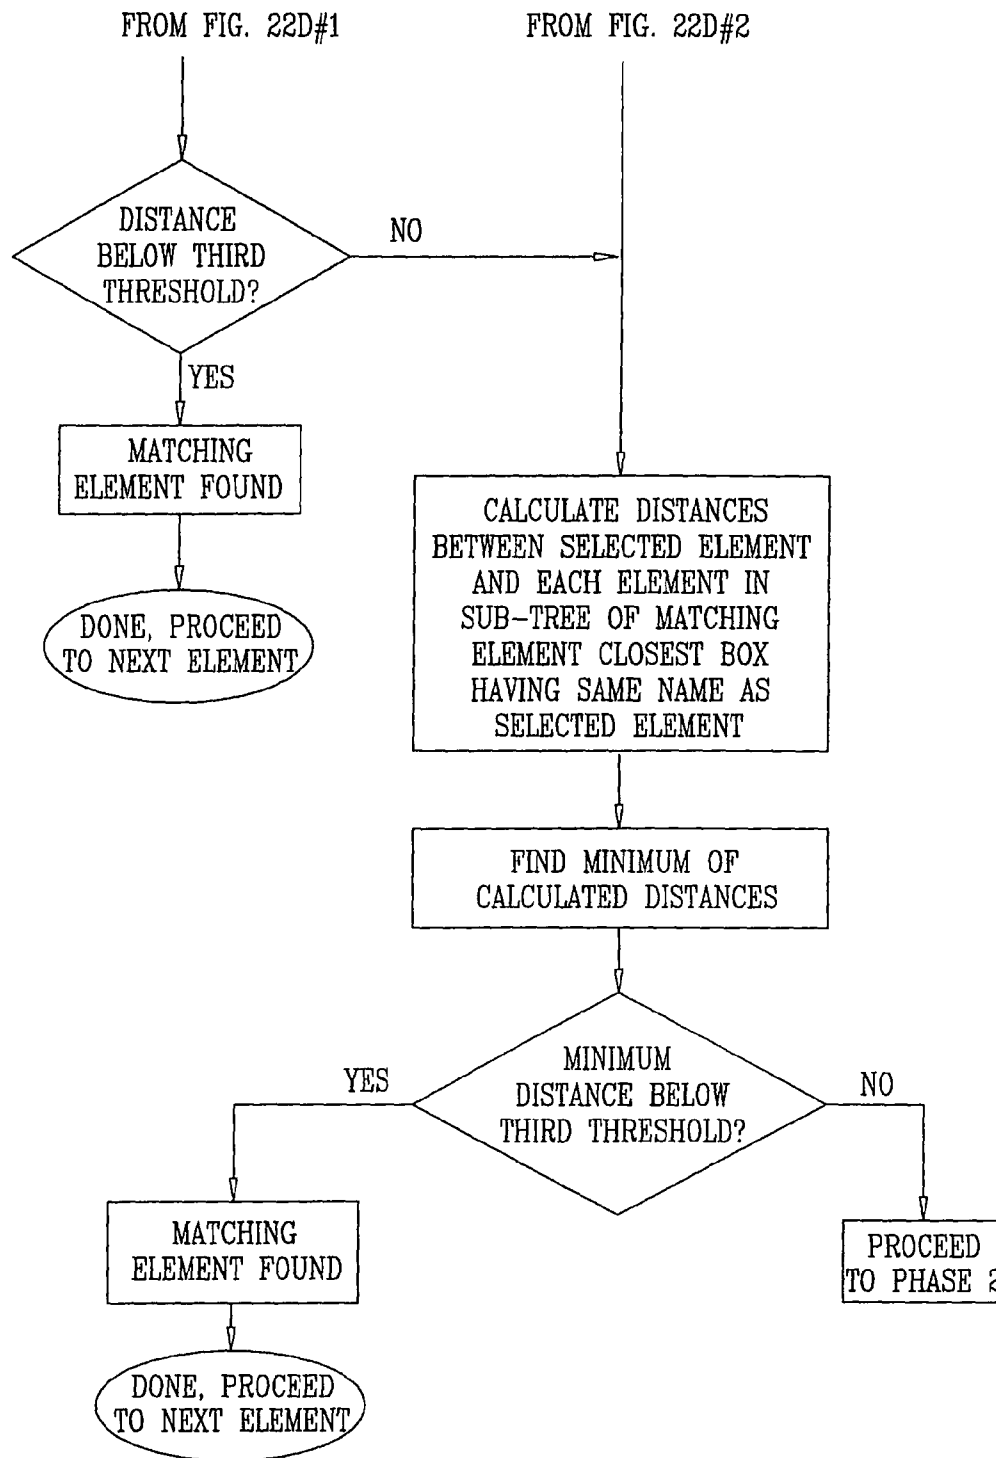 FROM FIG. 22D#1
FROM FIG. 22D#2
DISTANCE
BELOW THIRD
THRESHOLD?
NO
YES
MATCHING
ELEMENT FOUND
DONE, PROCEED
TO NEXT ELEMENT
CALCULATE DISTANCES
BETWEEN SELECTED ELEMENT
AND EACH ELEMENT IN
SUB-TREE OF MATCHING
ELEMENT CLOSEST BOX
HAVING SAME NAME AS
SELECTED ELEMENT
FIND MINIMUM OF
CALCULATED DISTANCES
MINIMUM
DISTANCE BELOW
THIRD THRESHOLD?
YES
NO
MATCHING
ELEMENT FOUND
DONE, PROCEED
TO NEXT ELEMENT
PROCEED
TO PHASE 2